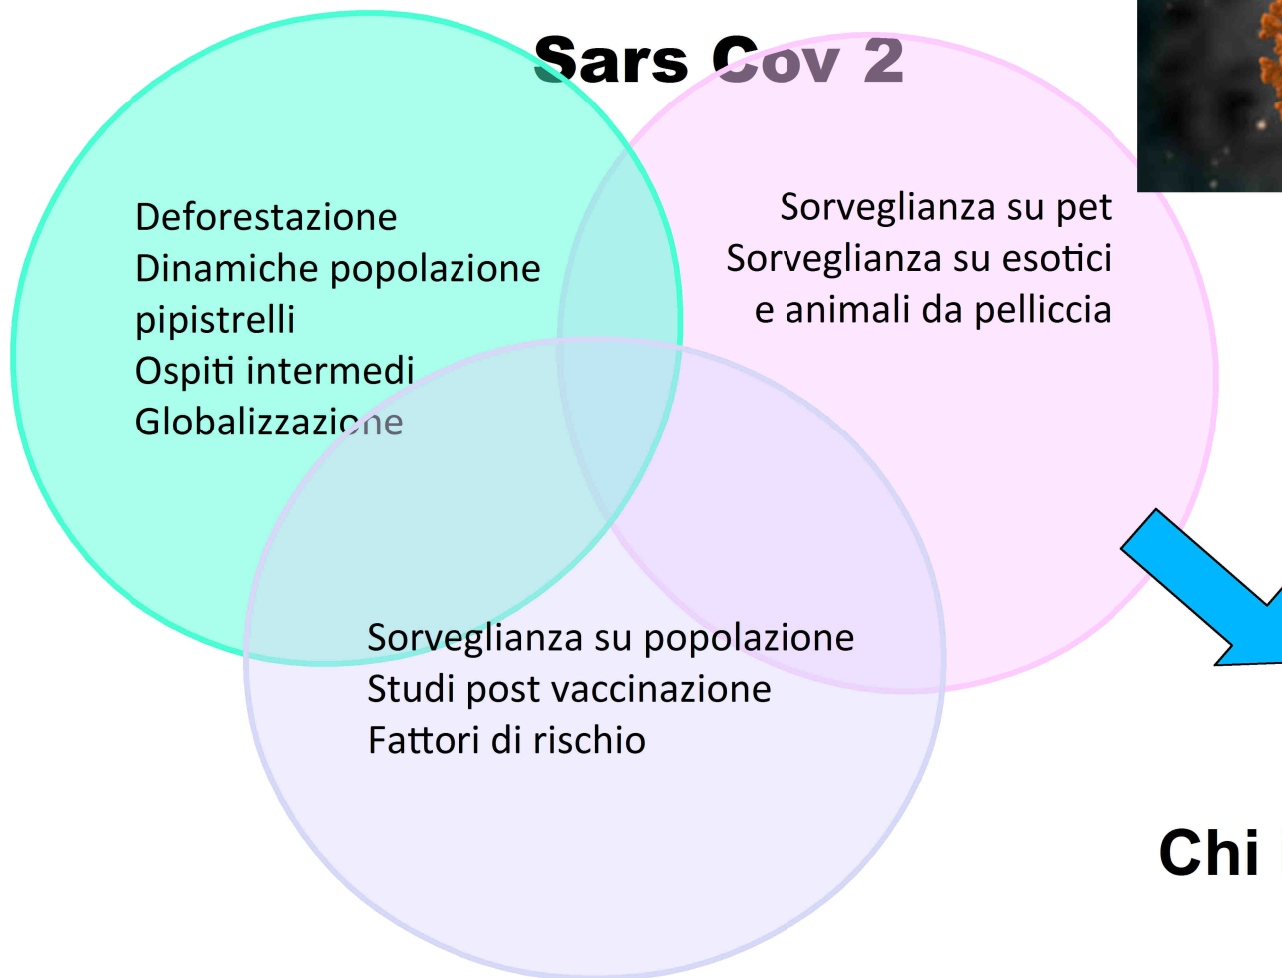 Sars Cov 2
Deforestazione
Dinamiche popolazione
pipistrelli
Ospiti intermedi
Globalizzazione
Sorveglianza su pet
Sorveglianza su esotici
e animali da pelliccia
Sorveglianza su popolazione
Studi post vaccinazione
Fattori di rischio
Chi